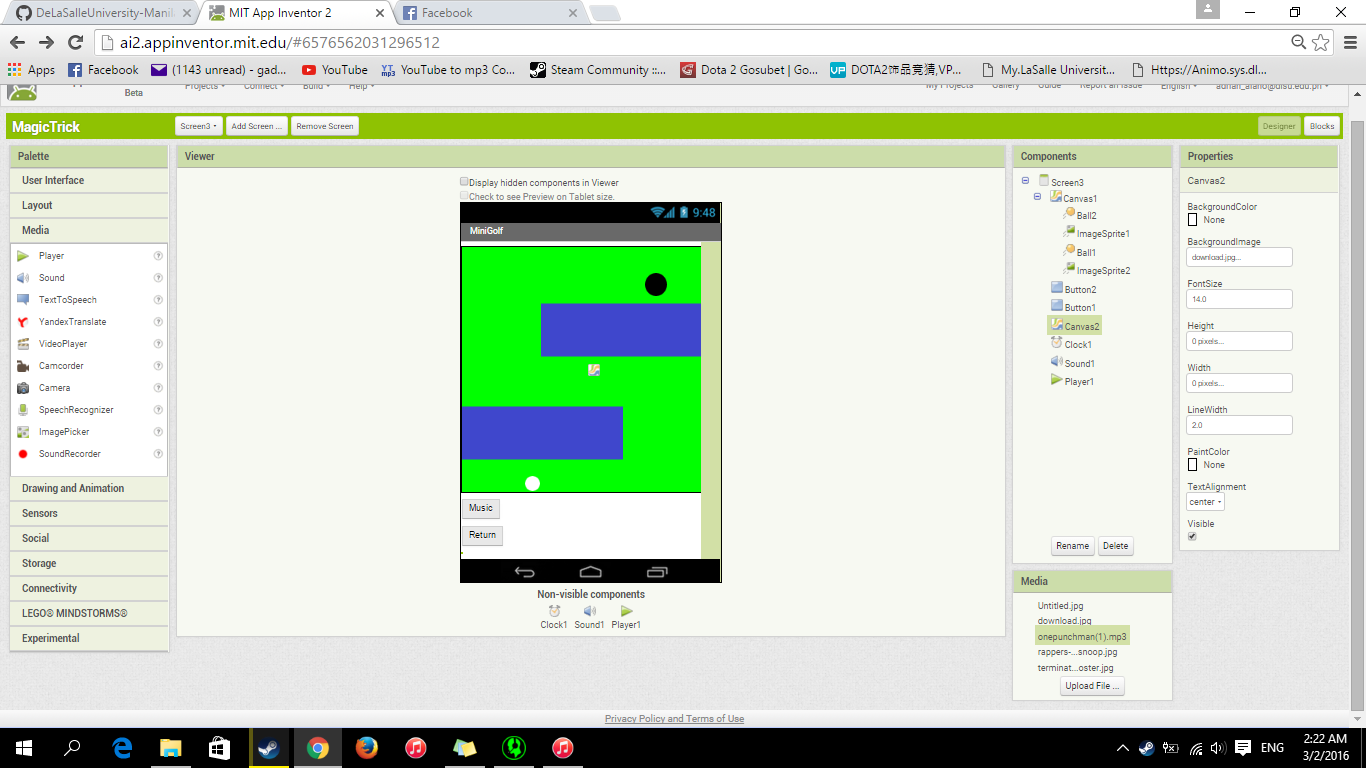 DeLaSalleUniversity-Manil
MIT App Inventor 2
Facebook
ai2.appinventor.mit.edu/#6576562031296512
Apps
Facebook
(1143 unread) - gad...
YouTube
YouTube to mp3 Co...
Steam Community ::...
Dota 2 Gosubet | Go...
DOTA2饰品竞猜,VP...
My.LaSalle Universit...
Https://Animo.sys.dl...
Beta
Projects
Connect
Build
Help
My Projects
Gallery
Guide
Report an Issue
English
adrian_alano@dlsu.edu.ph
MagicTrick
Screen3
Add Screen ...
Remove Screen
Designer
Blocks
Palette
User Interface
Layout
Media
Player
Sound
TextToSpeech
YandexTranslate
VideoPlayer
Camcorder
Camera
SpeechRecognizer
ImagePicker
SoundRecorder
Drawing and Animation
Sensors
Social
Storage
Connectivity
LEGO® MINDSTORMS®
Experimental
Viewer
Display hidden components in Viewer
Check to see Preview on Tablet size.
9:48
MiniGolf
Music
Return
Non-visible components
Clock1
Sound1
Player1
Components
Screen3
Canvas1
Ball2
ImageSprite1
Ball1
ImageSprite2
Button2
Button1
Canvas2
Clock1
Sound1
Player1
Rename
Delete
Media
Untitled.jpg
download.jpg
onepunchman(1).mp3
rappers-...snoop.jpg
terminat...oster.jpg
Upload File ...
Properties
Canvas2
BackgroundColor
None
BackgroundImage
download.jpg...
FontSize
14.0
Height
0 pixels...
Width
0 pixels...
LineWidth
2.0
PaintColor
None
TextAlignment
center
Visible
Privacy Policy and Terms of Use
ENG
2:22 AM
3/2/2016